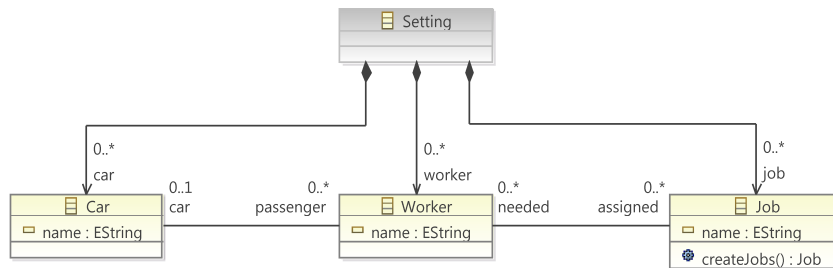 Setting
0..* 0..* 0..*
car worker job
0..1 0..* 0..* 0..*
car passenger needed assigned
Car Worker Job
name : EString name : EString name : EString
createJobs() : Job